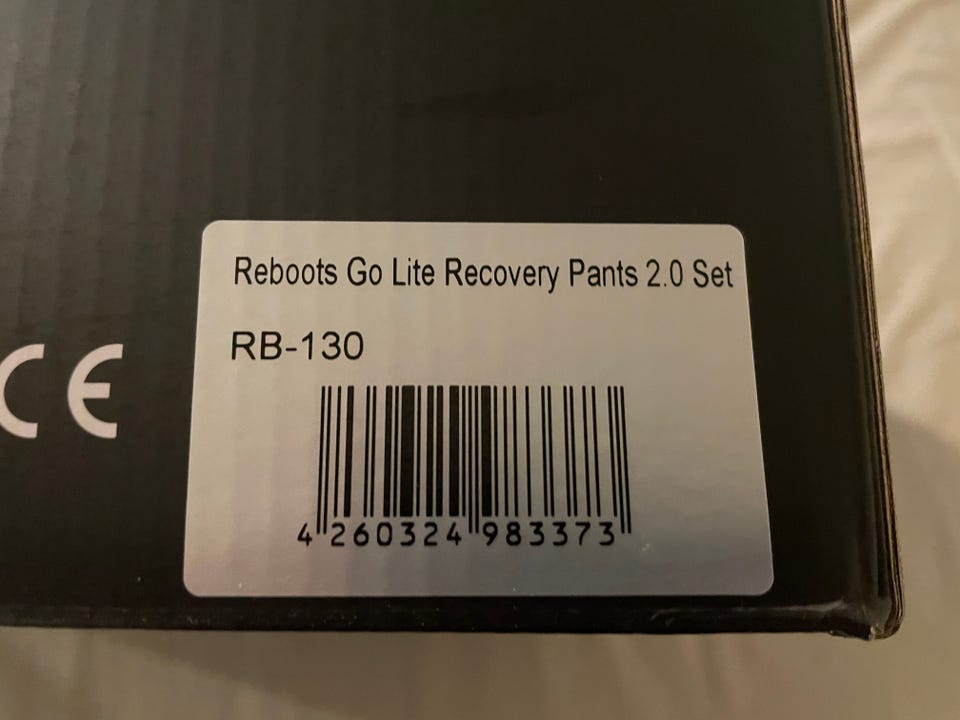 Reboots Go Lite Recovery Pants 2.0 Set
RB-130
CE
4 260324 983373